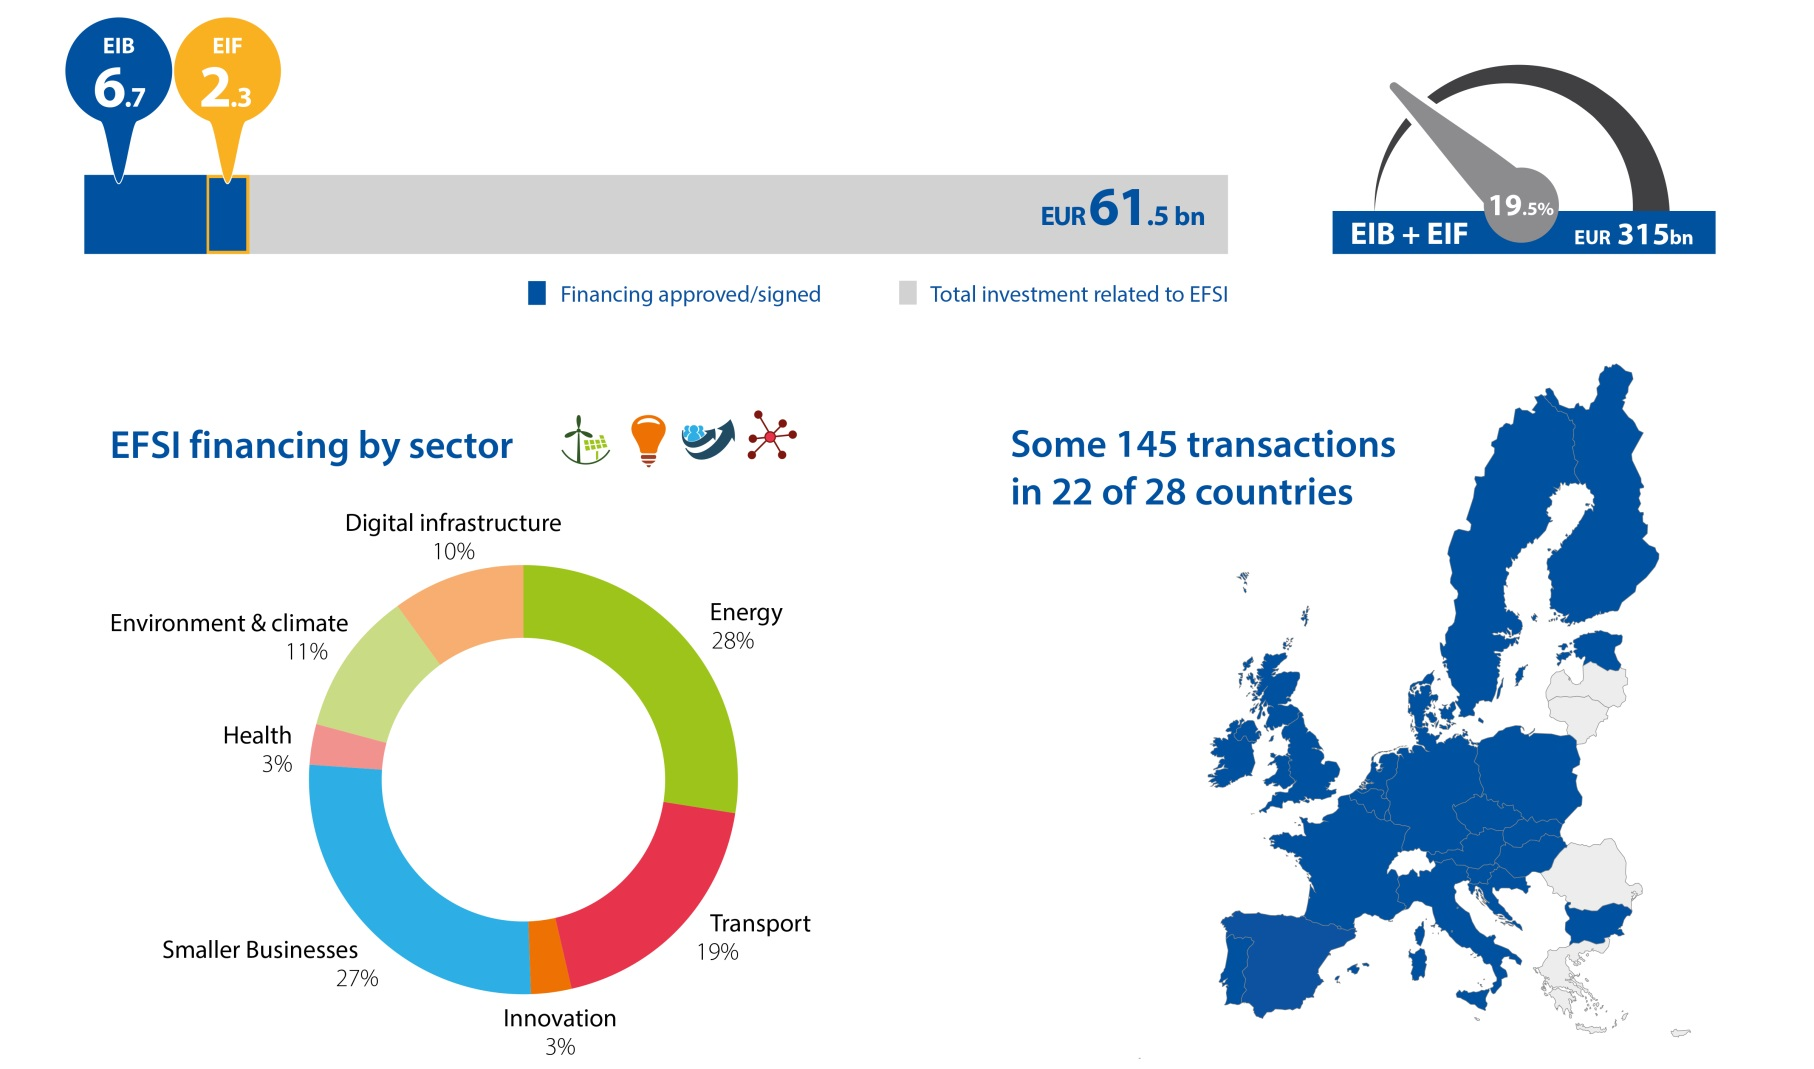 EIB
6.7
EIF
2.3
EUR 61.5 bn
Financing approved/signed
Total investment related to EFSI
19.5%
EIB + EIF
EUR 315bn
EFSI financing by sector
Digital infrastructure
10%
Energy
28%
Environment & climate
11%
Health
3%
Transport
19%
Smaller Businesses
27%
Innovation
3%
Some 145 transactions
in 22 of 28 countries